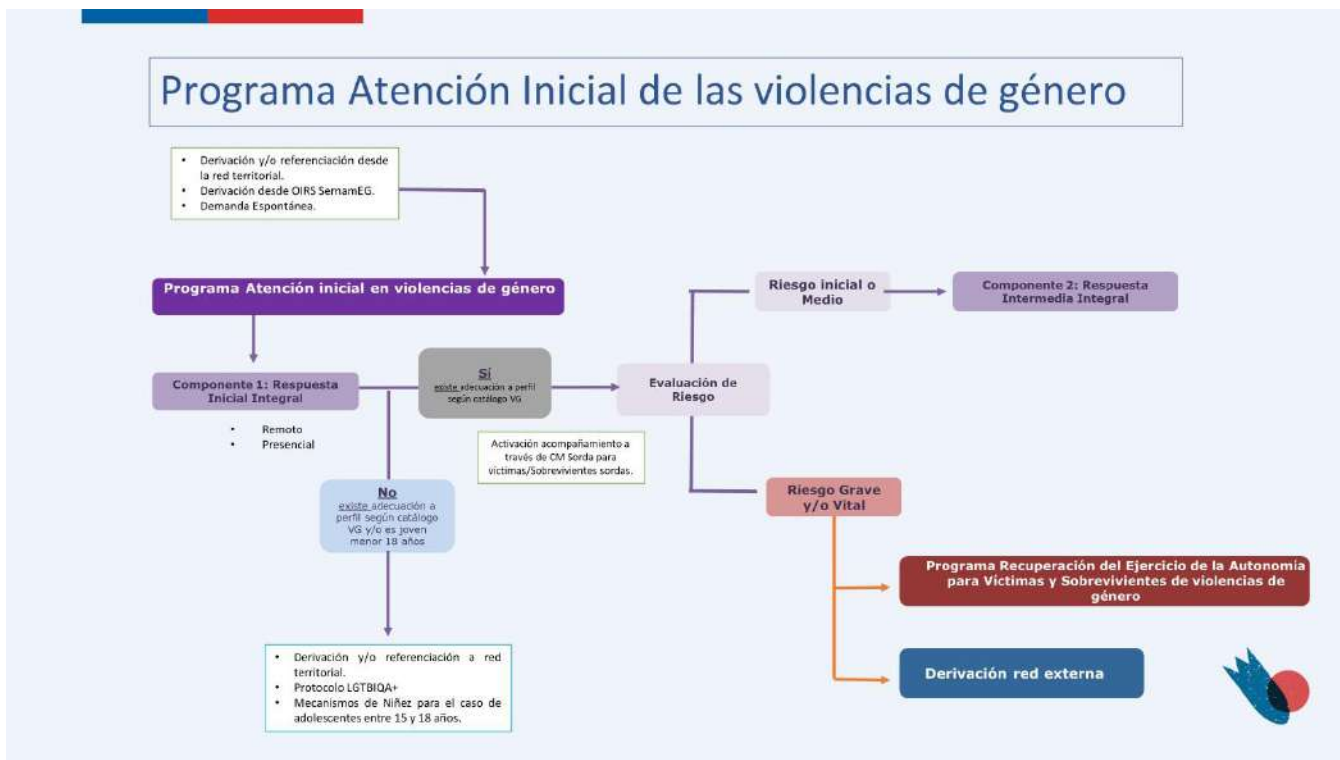 Programa Atención Inicial de las violencias de género
• Derivación y/o referenciación desde
la red territorial.
• Derivación desde OIRS SernamEG.
• Demanda Espontánea.
Programa Atención inicial en violencias de género
Riesgo inicial o
Medio
Componente 2: Respuesta
Intermedia Integral
Componente 1: Respuesta
Inicial Integral
• Remoto
• Presencial
Sí
existe adecuación a perfil
según catálogo VG
Evaluación de
Riesgo
Activación acompañamiento a
través de CM Sorda para
víctimas/Sobrevivientes sordas.
No
existe adecuación a
perfil según catálogo
VG y/o es joven
menor 18 años
Riesgo Grave
y/o Vital
Programa Recuperación del Ejercicio de la Autonomía
para Víctimas y Sobrevivientes de violencias de
género
Derivación red externa
• Derivación y/o referenciación a red
territorial.
• Protocolo LGTBIQA+
• Mecanismos de Niñez para el caso de
adolescentes entre 15 y 18 años.